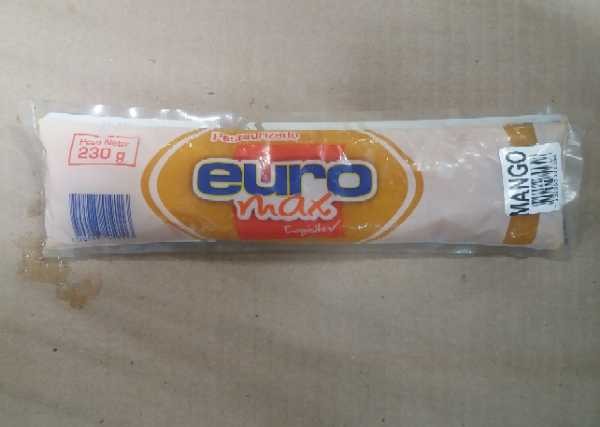 Pasteurizado
Peso Neto:
230 g
euro
max
MANGO